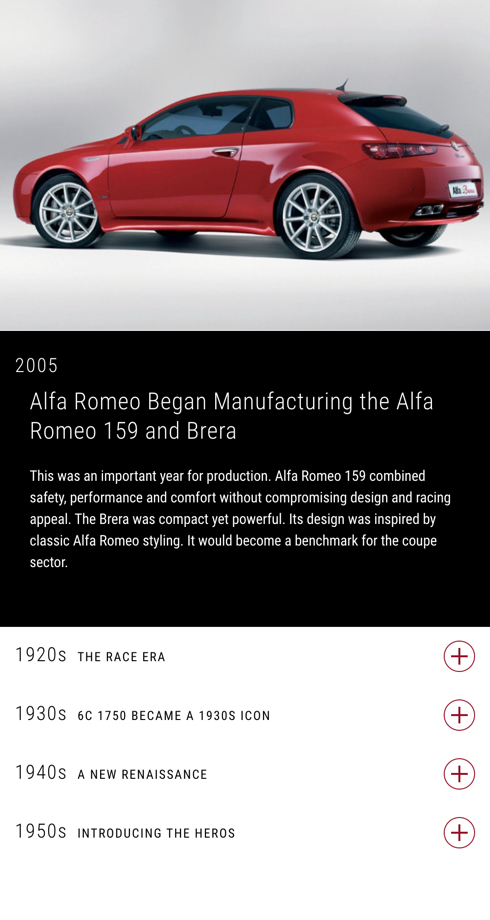 Alfa Brera
2005
Alfa Romeo Began Manufacturing the Alfa
Romeo 159 and Brera
This was an important year for production. Alfa Romeo 159 combined
safety, performance and comfort without compromising design and racing
appeal. The Brera was compact yet powerful. Its design was inspired by
classic Alfa Romeo styling. It would become a benchmark for the coupe
sector.
1920s THE RACE ERA
1930s 6C 1750 BECAME A 1930S ICON
1940s A NEW RENAISSANCE
1950s INTRODUCING THE HEROS